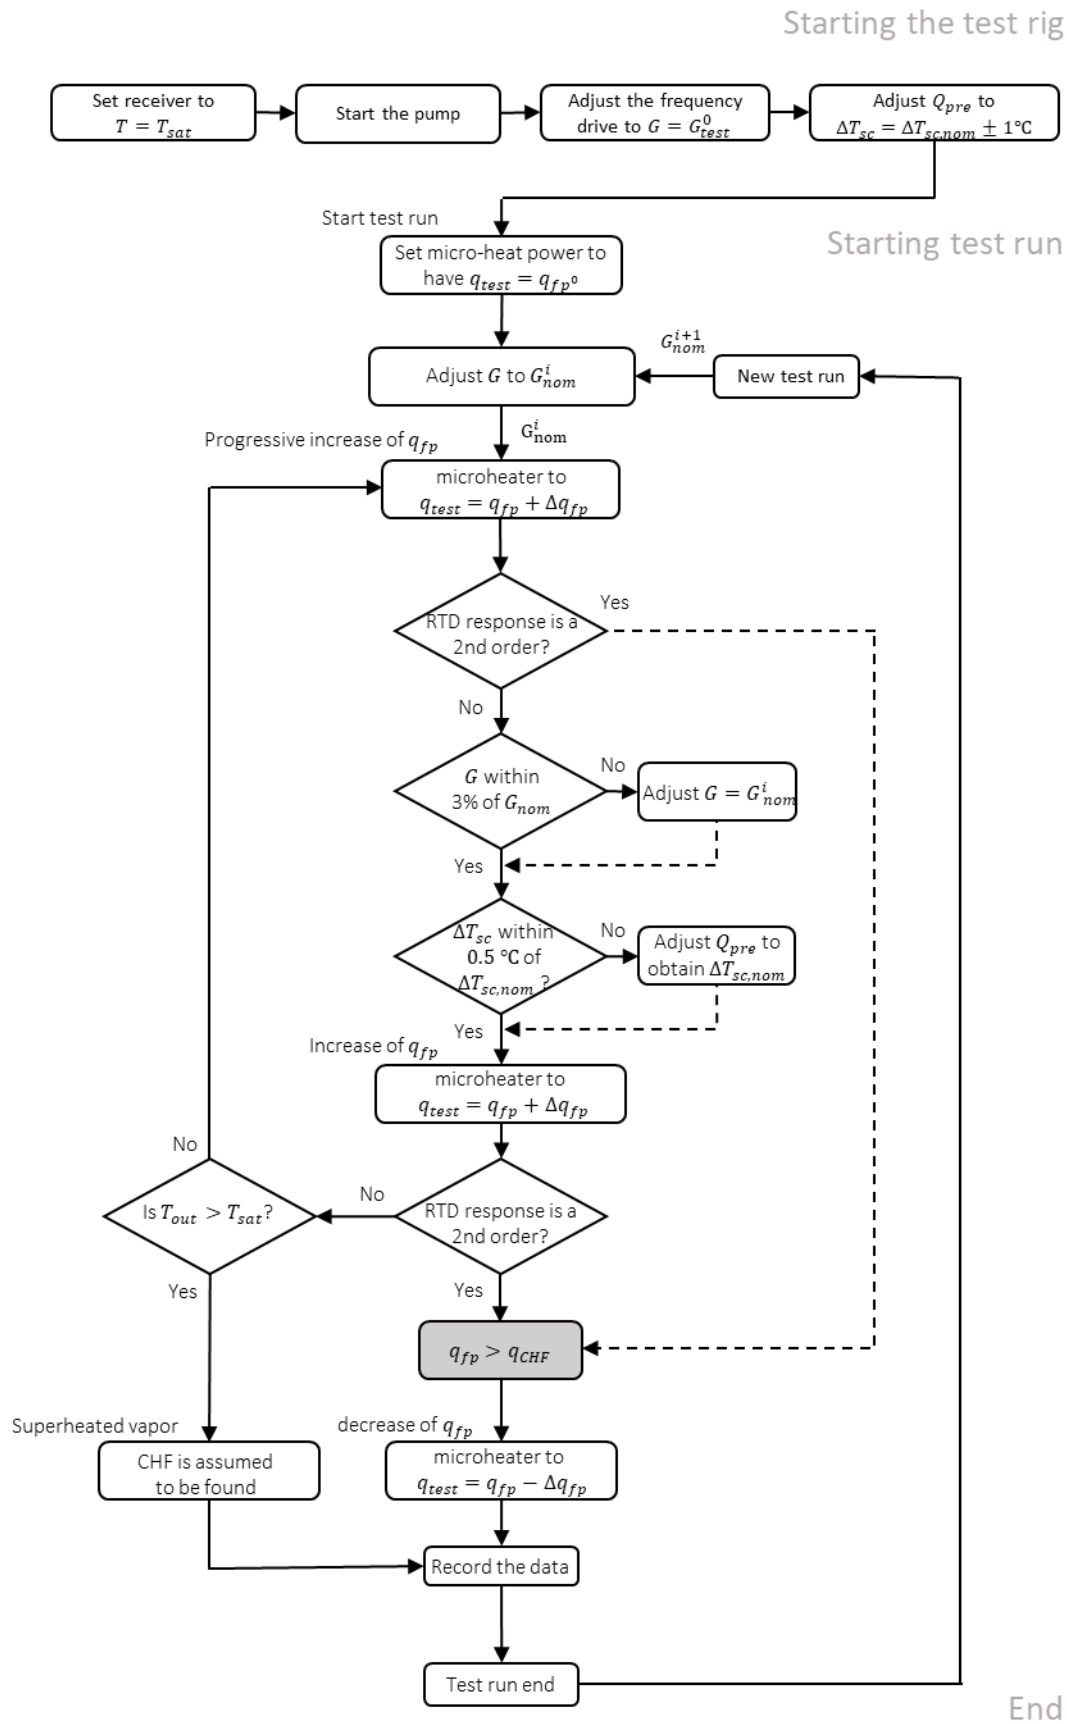 Starting the test rig
Set receiver to
T = T_sat
Start the pump
Adjust the frequency
drive to G = G^0_test
Adjust Q_pre to
ΔT_sc = ΔT_sc,nom ± 1°C
Start test run
Starting test run
Set micro-heat power to
have q_test = q_fp^0
G^{i+1}_nom
Adjust G to G^i_nom
New test run
G^i_nom
Progressive increase of q_fp
microheater to
q_test = q_fp + Δq_fp
Yes
RTD response is a
2nd order?
No
G within
3% of G_nom
No
Adjust G = G^i_nom
Yes
ΔT_sc within
0.5 °C of
ΔT_sc,nom ?
No
Adjust Q_pre to
obtain ΔT_sc,nom
Yes
Increase of q_fp
microheater to
q_test = q_fp + Δq_fp
No
Is T_out > T_sat?
No
RTD response is a
2nd order?
Yes
Yes
q_fp > q_CHF
Superheated vapor
decrease of q_fp
CHF is assumed
to be found
microheater to
q_test = q_fp − Δq_fp
Record the data
Test run end
End